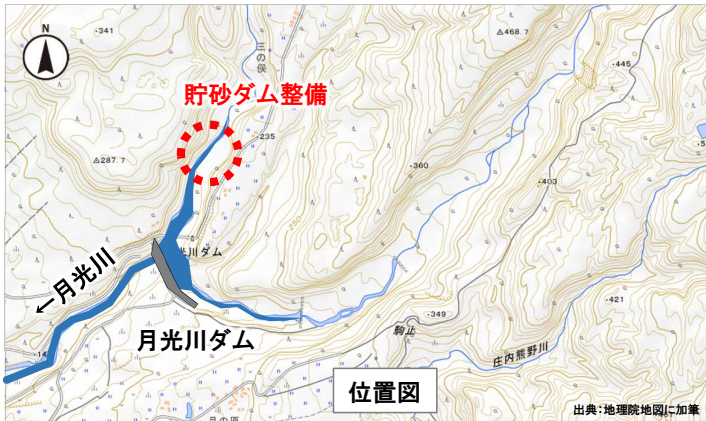 N
・341
三の俣
△468.7
・445
貯砂ダム整備
・235
△287.7
・360
・403
250
光川ダム
←月光川
・421
・349
駒止
月光川ダム
庄内熊野川
位置図
出典:地理院地図に加筆